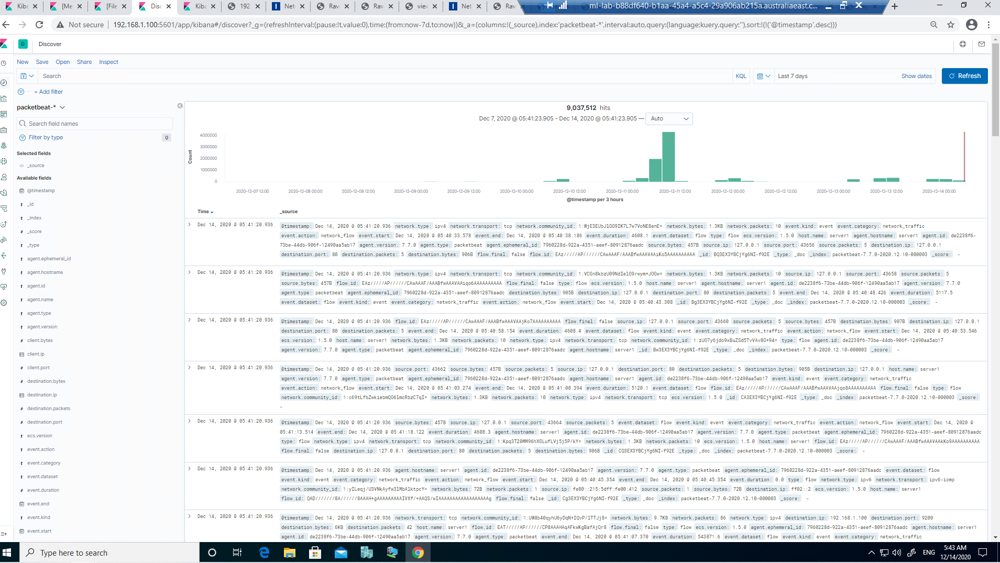 Kiba
[Me
[File
Disc
Kiba
192.
Net
Rav
Rav
view
Net
Rav
ml-lab-b88df640-b1aa-45a4-a5c4-29a906ab215a.australiaeast.c...
Not secure
192.168.1.100:5601/app/kibana#/discover?_g=(refreshInterval:(pause:!t,value:0),time:(from:now-7d,to:now))&_a=(columns:!(_source),index:'packetbeat-*',interval:auto,query:(language:kuery,query:''),sort:!(!('@timestamp',desc)))
D
Discover
New Save Open Share Inspect
Search
KQL
Last 7 days
Show dates
Refresh
+ Add filter
packetbeat-*
Search field names
Filter by type
0
Selected fields
_source
Available fields
@timestamp
t _id
t _index
# _score
t _type
t agent.ephemeral_id
t agent.hostname
t agent.id
t agent.name
t agent.type
t agent.version
# client.bytes
client.ip
# client.port
# destination.bytes
destination.ip
# destination.packets
# destination.port
t ecs.version
t event.action
t event.category
t event.dataset
# event.duration
event.end
t event.kind
event.start
9,037,512 hits
Dec 7, 2020 @ 05:41:23.905 - Dec 14, 2020 @ 05:41:23.905 —
Auto
Count
4000000
3000000
2000000
1000000
0
2020-12-07 12:00
2020-12-08 00:00
2020-12-08 12:00
2020-12-09 00:00
2020-12-09 12:00
2020-12-10 00:00
2020-12-10 12:00
2020-12-11 00:00
2020-12-11 12:00
2020-12-12 00:00
2020-12-12 12:00
2020-12-13 00:00
2020-12-13 12:00
2020-12-14 00:00
@timestamp per 3 hours
Time
_source
Dec 14, 2020 @ 05:41:20.936
@timestamp: Dec 14, 2020 @ 05:41:20.936 network.type: ipv4 network.transport: tcp network.community_id: 1:WjE3EUbJlGG9IK7L7w7VoNE8enE= network.bytes: 1.3KB network.packets: 10 event.kind: event event.category: network_traffic
event.action: network_flow event.start: Dec 14, 2020 @ 05:40:33.578 event.end: Dec 14, 2020 @ 05:40:38.186 event.duration: 4608.1 event.dataset: flow type: flow ecs.version: 1.5.0 host.name: server1 agent.hostname: server1 agent.id: de2238f6-
73be-44db-906f-12490aa5ab17 agent.version: 7.7.0 agent.type: packetbeat agent.ephemeral_id: 7960228d-922a-4351-aeef-80912876aadc source.bytes: 457B source.ip: 127.0.0.1 source.port: 43656 source.packets: 5 destination.ip: 127.0.0.1
destination.port: 80 destination.packets: 5 destination.bytes: 906B flow.final: false flow.id: EAz/////AP//////CAwAAAF/AAABfwAAAVAAiKo5AAAAAAAAAA _id: BQ3EX3YBCjYg6NI-f92E _type: _doc _index: packetbeat-7.7.0-2020.12.10-000003 _score: -
Dec 14, 2020 @ 05:41:20.936
@timestamp: Dec 14, 2020 @ 05:41:20.936 network.type: ipv4 network.transport: tcp network.community_id: 1:VCGn8kbzU09NdIelG9rwym+JOGw= network.bytes: 1.3KB network.packets: 10 source.ip: 127.0.0.1 source.port: 43658 source.packets: 5
source.bytes: 457B flow.id: EAz/////AP//////CAwAAAF/AAABfwAAAVAAiqo6AAAAAAAAAA flow.final: false type: flow ecs.version: 1.5.0 host.name: server1 agent.hostname: server1 agent.id: de2238f6-73be-44db-906f-12490aa5ab17 agent.version: 7.7.0
agent.type: packetbeat agent.ephemeral_id: 7960228d-922a-4351-aeef-80912876aadc destination.bytes: 905B destination.ip: 127.0.0.1 destination.port: 80 destination.packets: 5 event.end: Dec 14, 2020 @ 05:40:48.426 event.duration: 5117.5
event.dataset: flow event.kind: event event.category: network_traffic event.action: network_flow event.start: Dec 14, 2020 @ 05:40:43.308 _id: Bg3EX3YBCjYg6NI-f92E _type: _doc _index: packetbeat-7.7.0-2020.12.10-000003 _score: -
Dec 14, 2020 @ 05:41:20.936
@timestamp: Dec 14, 2020 @ 05:41:20.936 flow.id: EAz/////AP//////CAwAAAF/AAABfwAAAVAAjKo7AAAAAAAAAA flow.final: false source.ip: 127.0.0.1 source.port: 43660 source.packets: 5 source.bytes: 457B destination.bytes: 907B destination.ip: 127.0.0.1
destination.port: 80 destination.packets: 5 event.end: Dec 14, 2020 @ 05:40:58.154 event.duration: 4608.4 event.dataset: flow event.kind: event event.category: network_traffic event.action: network_flow event.start: Dec 14, 2020 @ 05:40:53.546
ecs.version: 1.5.0 host.name: server1 network.bytes: 1.3KB network.packets: 10 network.type: ipv4 network.transport: tcp network.community_id: 1:zUO7y6jdo9xBuZSd5TvVAv8G+94= type: flow agent.id: de2238f6-73be-44db-906f-12490aa5ab17
agent.version: 7.7.0 agent.type: packetbeat agent.ephemeral_id: 7960228d-922a-4351-aeef-80912876aadc agent.hostname: server1 _id: Bw3EX3YBCjYg6NI-f92E _type: _doc _index: packetbeat-7.7.0-2020.12.10-000003 _score: -
Dec 14, 2020 @ 05:41:20.936
@timestamp: Dec 14, 2020 @ 05:41:20.936 source.port: 43662 source.bytes: 457B source.packets: 5 source.ip: 127.0.0.1 destination.port: 80 destination.packets: 5 destination.bytes: 905B destination.ip: 127.0.0.1 host.name: server1
agent.version: 7.7.0 agent.type: packetbeat agent.ephemeral_id: 7960228d-922a-4351-aeef-80912876aadc agent.hostname: server1 agent.id: de2238f6-73be-44db-906f-12490aa5ab17 event.kind: event event.category: network_traffic
event.action: network_flow event.start: Dec 14, 2020 @ 05:41:03.274 event.end: Dec 14, 2020 @ 05:41:08.394 event.duration: 5120.1 event.dataset: flow flow.id: EAz/////AP//////CAwAAAF/AAABfwAAAVAAjqo8AAAAAAAAAA flow.final: false type: flow
network.community_id: 1:c69tLfbZwkiebmQO6lmcRbzC7qI= network.bytes: 1.3KB network.packets: 10 network.type: ipv4 network.transport: tcp ecs.version: 1.5.0 _id: CA3EX3YBCjYg6NI-f92E _type: _doc _index: packetbeat-7.7.0-2020.12.10-000003 _score:
-
Dec 14, 2020 @ 05:41:20.936
@timestamp: Dec 14, 2020 @ 05:41:20.936 source.bytes: 457B source.ip: 127.0.0.1 source.port: 43664 source.packets: 5 event.dataset: flow event.kind: event event.category: network_traffic event.action: network_flow event.start: Dec 14, 2020 @
05:41:13.514 event.end: Dec 14, 2020 @ 05:41:18.122 event.duration: 4608.3 agent.hostname: server1 agent.id: de2238f6-73be-44db-906f-12490aa5ab17 agent.version: 7.7.0 agent.type: packetbeat agent.ephemeral_id: 7960228d-922a-4351-aeef-80912876aadc
type: flow network.type: ipv4 network.transport: tcp network.community_id: 1:Kpq3T20MM96hXGLufLVj5j5P/kY= network.bytes: 1.3KB network.packets: 10 ecs.version: 1.5.0 host.name: server1 flow.id: EAz/////AP//////CAwAAAF/AAABfwAAAVAAkKo9AAAAAAAAAA
flow.final: false destination.ip: 127.0.0.1 destination.port: 80 destination.packets: 5 destination.bytes: 906B _id: CQ3EX3YBCjYg6NI-f92E _type: _doc _index: packetbeat-7.7.0-2020.12.10-000003 _score: -
Dec 14, 2020 @ 05:41:20.936
@timestamp: Dec 14, 2020 @ 05:41:20.936 agent.hostname: server1 agent.id: de2238f6-73be-44db-906f-12490aa5ab17 agent.version: 7.7.0 agent.type: packetbeat agent.ephemeral_id: 7960228d-922a-4351-aeef-80912876aadc event.dataset: flow
event.kind: event event.category: network_traffic event.action: network_flow event.start: Dec 14, 2020 @ 05:40:45.354 event.end: Dec 14, 2020 @ 05:40:45.354 event.duration: 0.0 type: flow network.type: ipv6 network.transport: ipv6-icmp
network.community_id: 1:yILeqj/U3VNkAyfw3lMbAlktpcY= network.bytes: 72B network.packets: 1 source.ip: fe80::215:5dff:fe00:412 source.packets: 1 source.bytes: 72B destination.ip: ff02::2 ecs.version: 1.5.0 host.name: server1
flow.id: QAD///////8A//////8AAAH+gAAAAAAAAAIVXf/+AAQS/wIAAAAAAAAAAAAAAAAAAAg flow.final: false _id: Cg3EX3YBCjYg6NI-f92E _type: _doc _index: packetbeat-7.7.0-2020.12.10-000003 _score: -
Dec 14, 2020 @ 05:41:20.936
@timestamp: Dec 14, 2020 @ 05:41:20.936 network.transport: tcp network.community_id: 1:UW8b40qyhU6yDqN+IQvP/lTTJj8= network.bytes: 9.7KB network.packets: 86 network.type: ipv4 destination.ip: 192.168.1.100 destination.port: 9200
destination.bytes: 6KB destination.packets: 42 host.name: server1 flow.id: EAT/////AP//////CP8AAAHAqAFkwKgBafAjQr8 flow.final: false type: flow ecs.version: 1.5.0 agent.ephemeral_id: 7960228d-922a-4351-aeef-80912876aadc agent.hostname: server1
agent.id: de2238f6-73be-44db-906f-12490aa5ab17 agent.version: 7.7.0 agent.type: packetbeat event.end: Dec 14, 2020 @ 05:41:07.370 event.duration: 543871.6 event.dataset: flow event.kind: event event.category: network_traffic
Type here to search
ENG
5:43 AM
12/14/2020